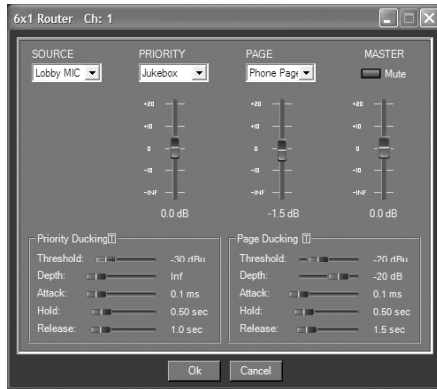 6x1 Router Ch: 1
SOURCE PRIORITY PAGE MASTER
Lobby MIC Jukebox Phone Page Mute
+20 +20 +20
+10 +10 +10
0 0 0
-10 -10 -10
-INF -INF -INF
0.0 dB -1.5 dB 0.0 dB
Priority Ducking T Page Ducking T
Threshold: -30 dBu Threshold: -20 dBu
Depth: Inf Depth: -20 dB
Attack: 0.1 ms Attack: 0.1 ms
Hold: 0.50 sec Hold: 0.50 sec
Release: 1.0 sec Release: 1.5 sec
Ok Cancel